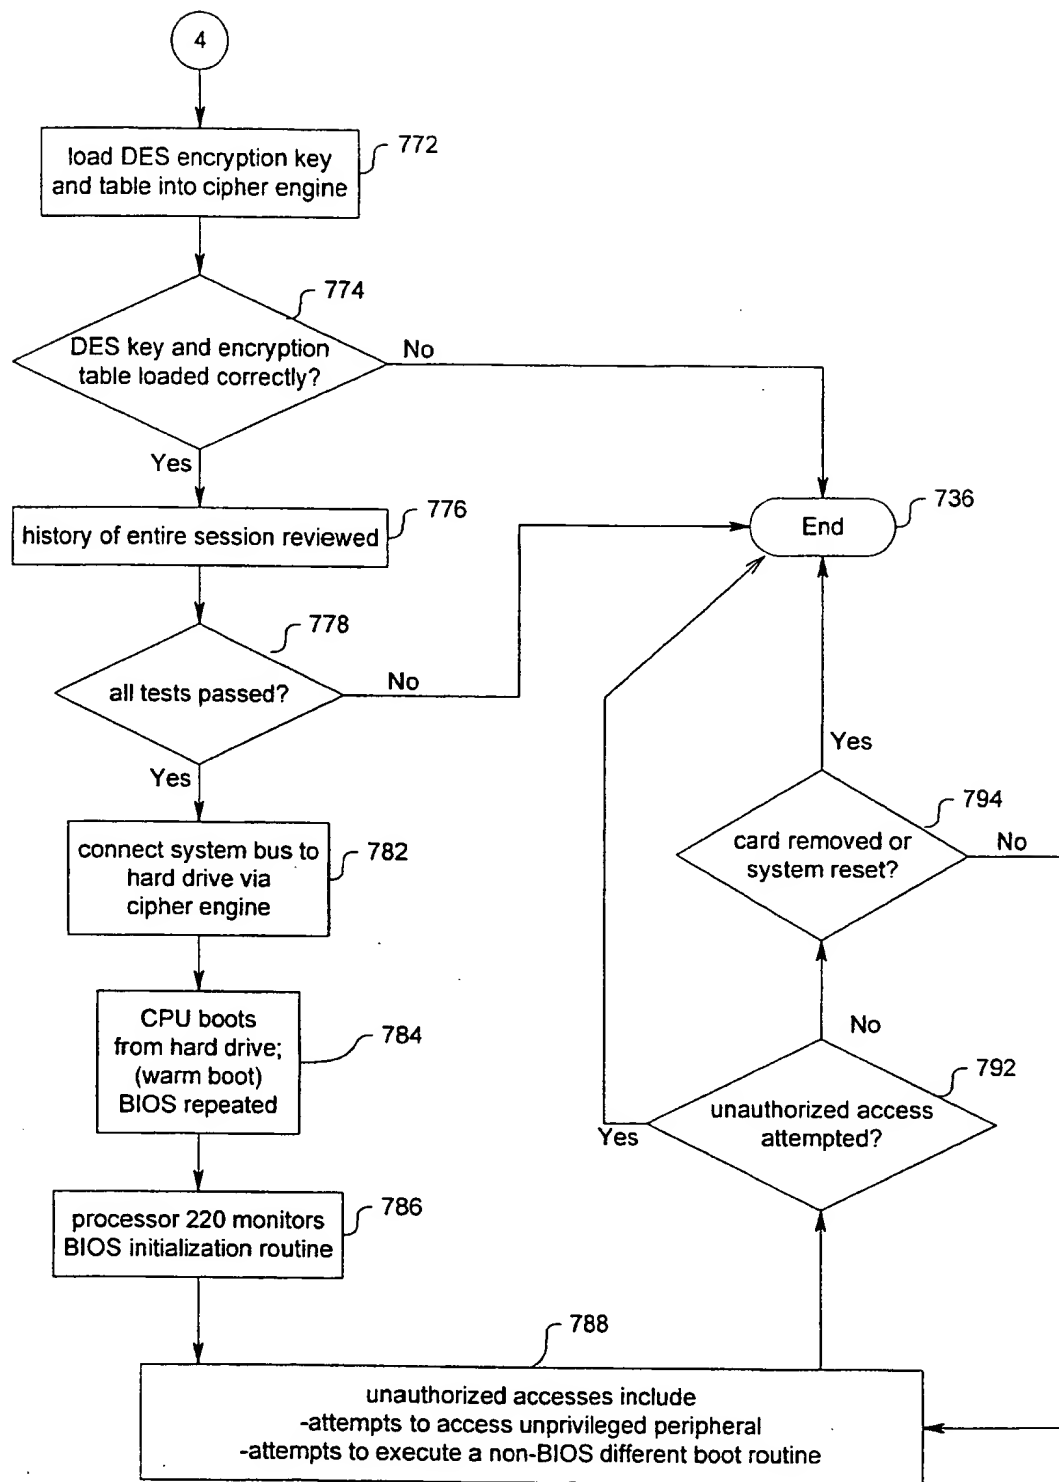 4
load DES encryption key
and table into cipher engine
772
774
DES key and encryption
table loaded correctly?
No
Yes
history of entire session reviewed
776
End
736
778
all tests passed?
No
Yes
connect system bus to
hard drive via
cipher engine
782
Yes
794
card removed or
system reset?
No
CPU boots
from hard drive;
(warm boot)
BIOS repeated
784
No
792
unauthorized access
attempted?
Yes
processor 220 monitors
BIOS initialization routine
786
788
unauthorized accesses include
-attempts to access unprivileged peripheral
-attempts to execute a non-BIOS different boot routine